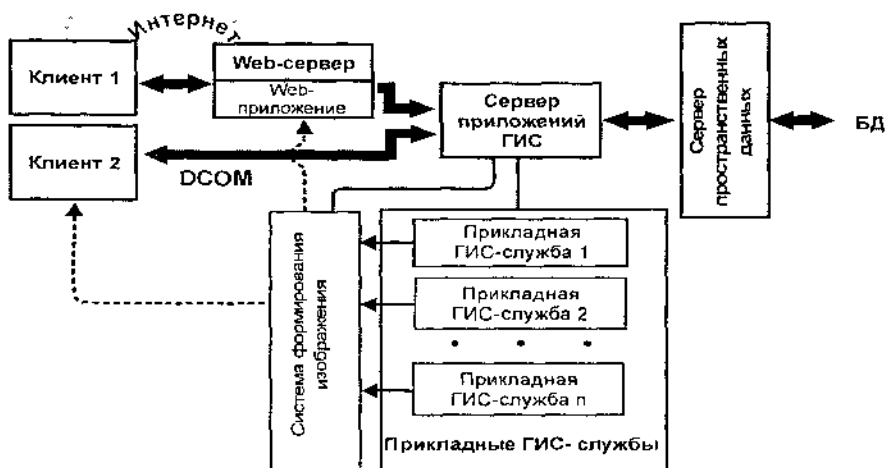 Интернет
Клиент 1
Web-сервер
Web-
приложение
Сервер
приложений
ГИС
Сервер
пространственных
данных
БД
Клиент 2
DCOM
Система формирования
изображения
Прикладная
ГИС-служба 1
Прикладная
ГИС-служба 2
• • •
Прикладная
ГИС-служба n
Прикладные ГИС- службы